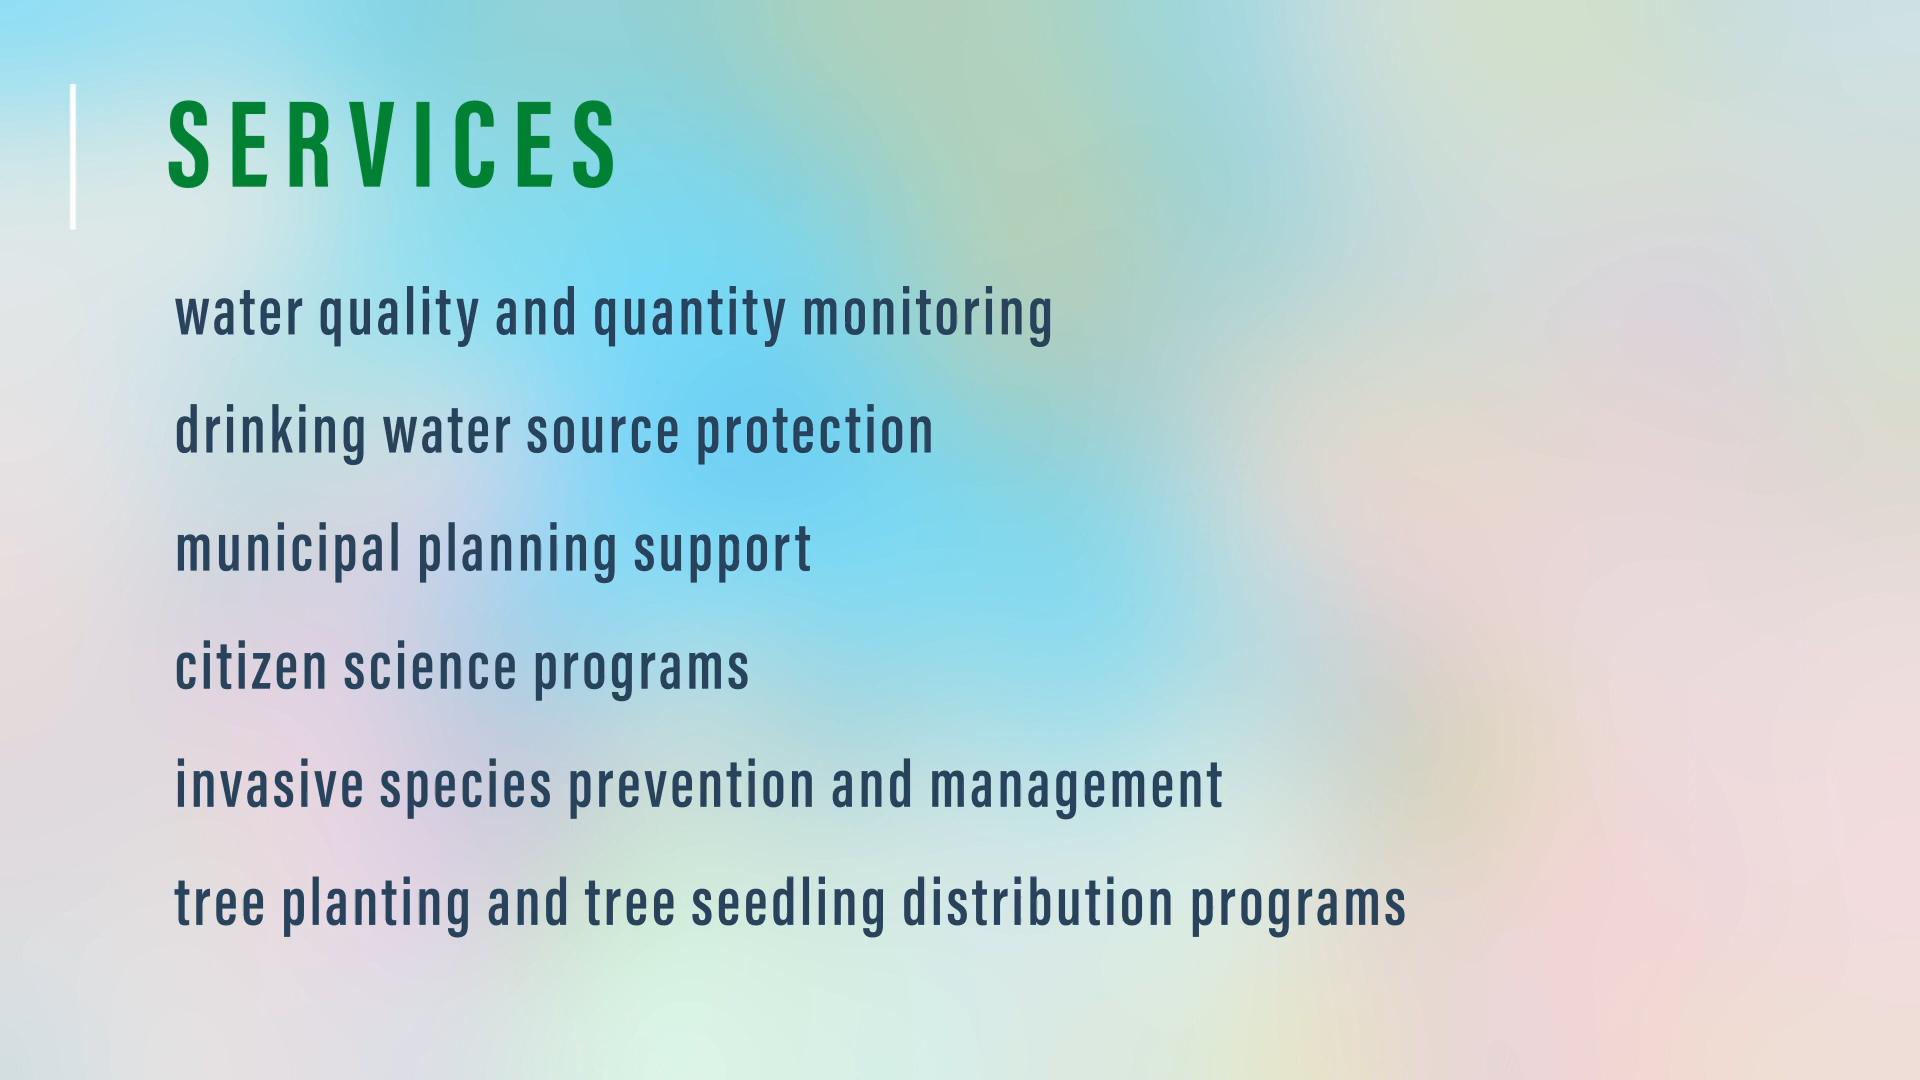 SERVICES
water quality and quantity monitoring
drinking water source protection
municipal planning support
citizen science programs
invasive species prevention and management
tree planting and tree seedling distribution programs